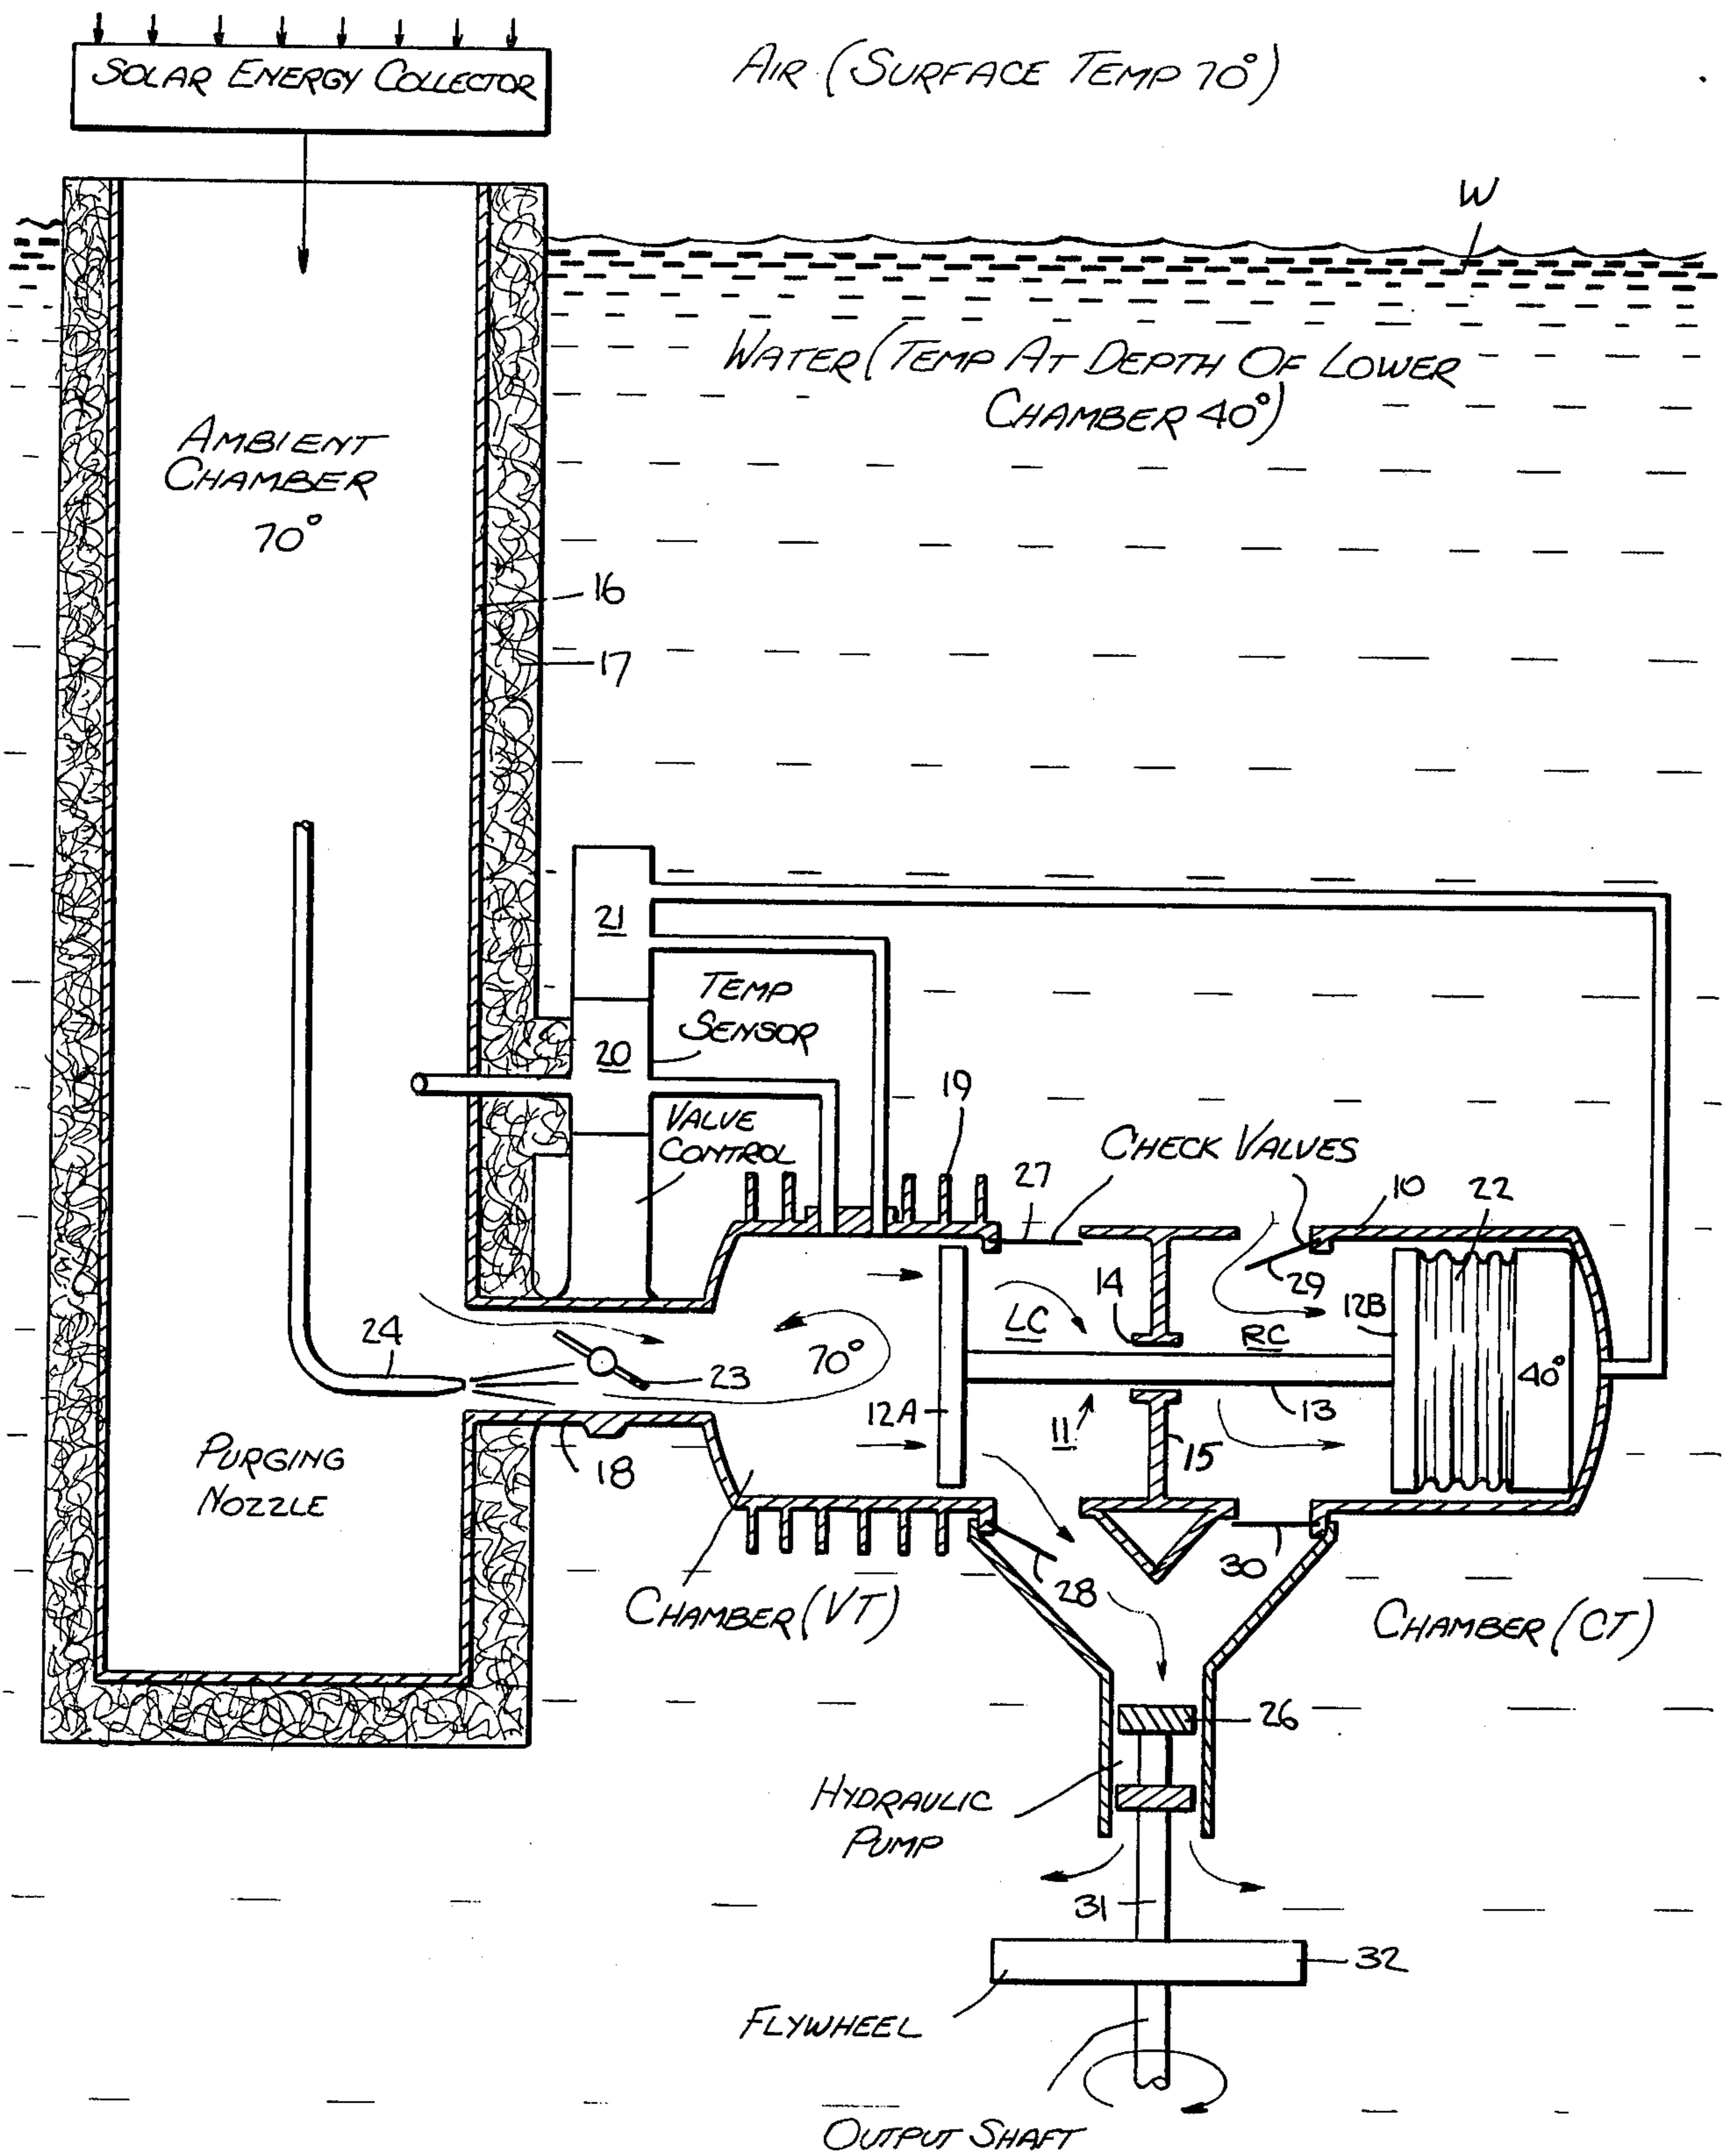 SOLAR ENERGY COLLECTOR
AIR (SURFACE TEMP 70°)
W
WATER (TEMP AT DEPTH OF LOWER
CHAMBER 40°)
AMBIENT
CHAMBER
70°
16
17
21
TEMP
SENSOR
20
VALVE
CONTROL
19
CHECK VALVES
27
10
22
29
14
12B
LC
RC
24
70°
40°
23
12A
11
13
15
18
PURGING
NOZZLE
30
28
CHAMBER (VT)
CHAMBER (CT)
26
HYDRAULIC
PUMP
31
32
FLYWHEEL
OUTPUT SHAFT